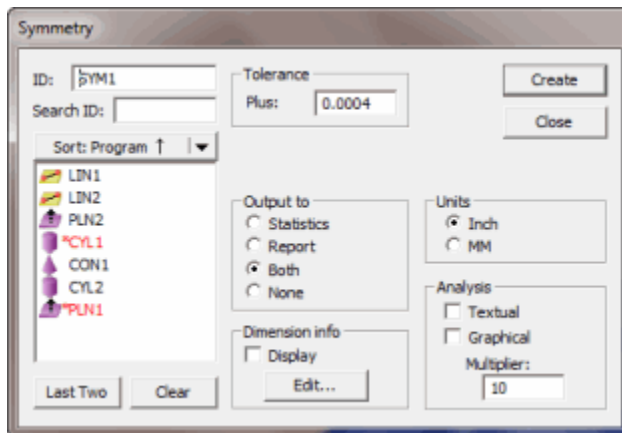 Symmetry
ID: SYM1
Search ID:
Sort: Program ↑
LIN1
LIN2
PLN2
*CYL1
CON1
CYL2
*PLN1
Last Two
Clear
Tolerance
Plus: 0.0004
Output to
Statistics
Report
Both
None
Dimension info
Display
Edit...
Create
Close
Units
Inch
MM
Analysis
Textual
Graphical
Multiplier:
10